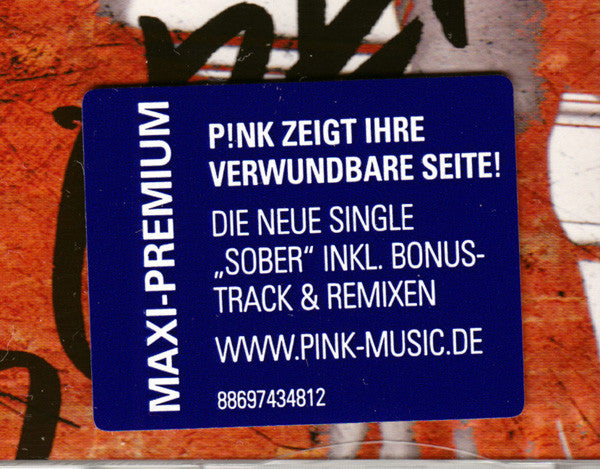 MAXI-PREMIUM
P!NK ZEIGT IHRE
VERWUNDBARE SEITE!
DIE NEUE SINGLE
„SOBER“ INKL. BONUS-
TRACK & REMIXEN
WWW.PINK-MUSIC.DE
88697434812